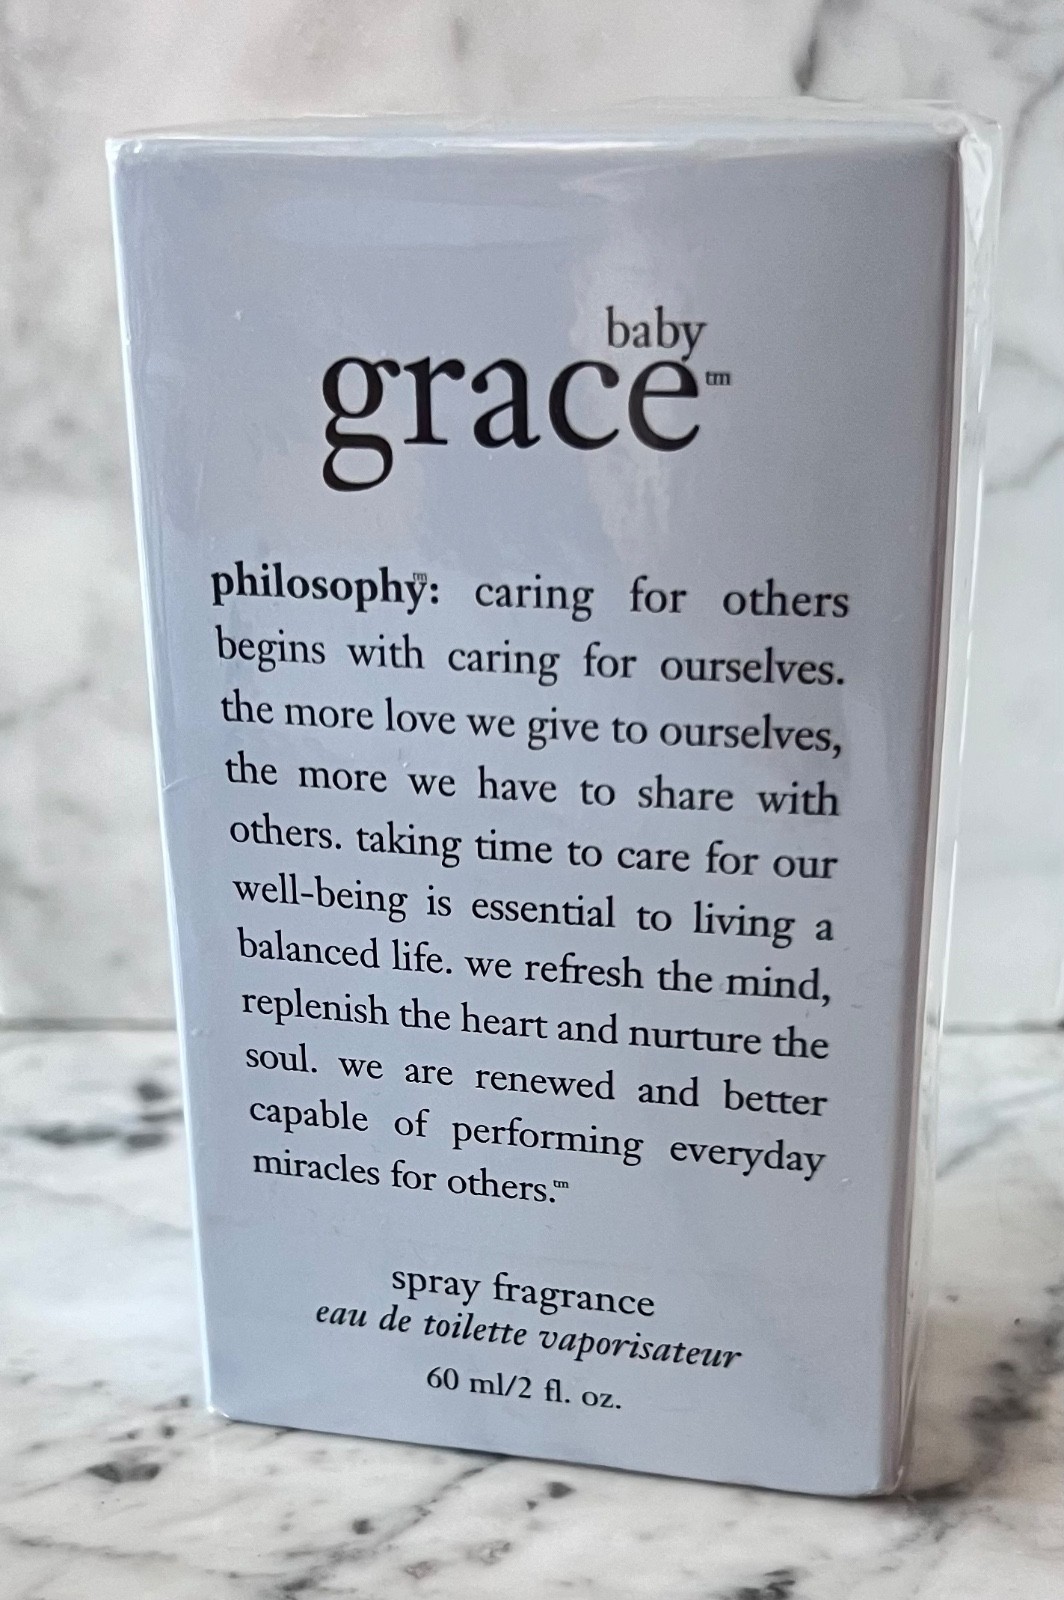 baby
grace™
philosophy™: caring for others
begins with caring for ourselves.
the more love we give to ourselves,
the more we have to share with
others. taking time to care for our
well-being is essential to living a
balanced life. we refresh the mind,
replenish the heart and nurture the
soul. we are renewed and better
capable of performing everyday
miracles for others.™
spray fragrance
eau de toilette vaporisateur
60 ml/2 fl. oz.